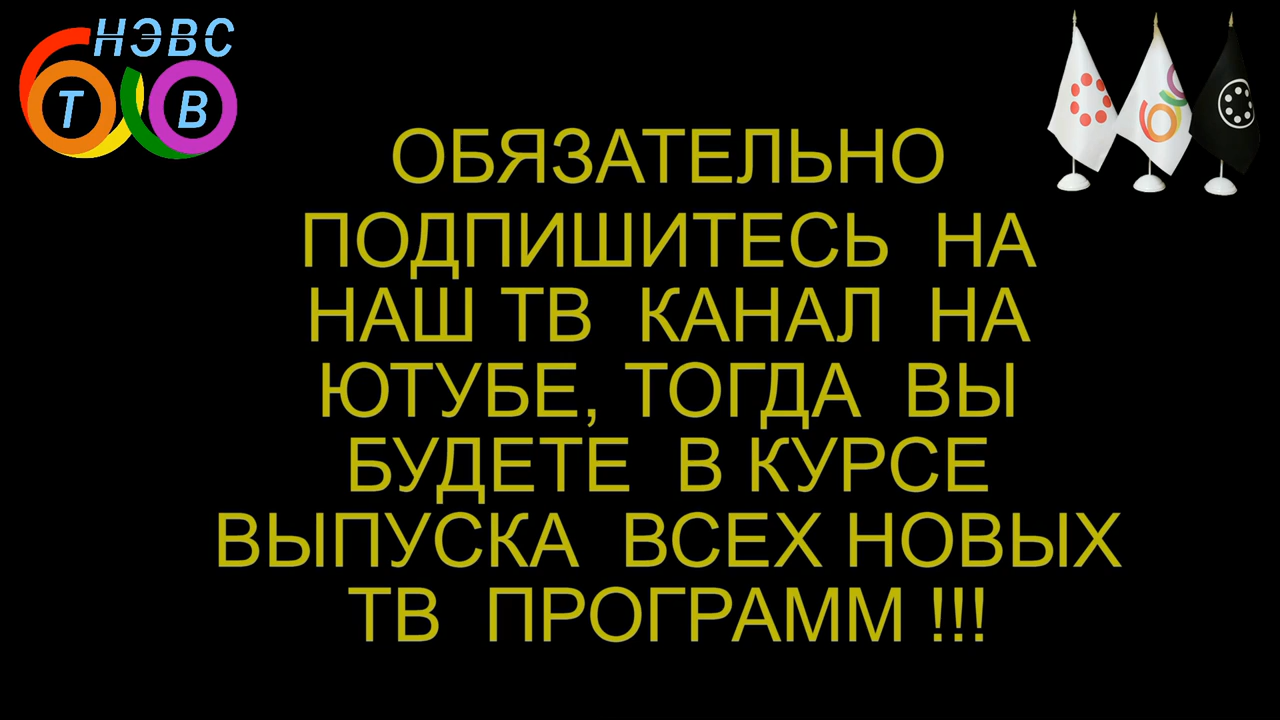 НЭВС
Т В
ОБЯЗАТЕЛЬНО
ПОДПИШИТЕСЬ НА
НАШ ТВ КАНАЛ НА
ЮТУБЕ, ТОГДА ВЫ
БУДЕТЕ В КУРСЕ
ВЫПУСКА ВСЕХ НОВЫХ
ТВ ПРОГРАММ !!!